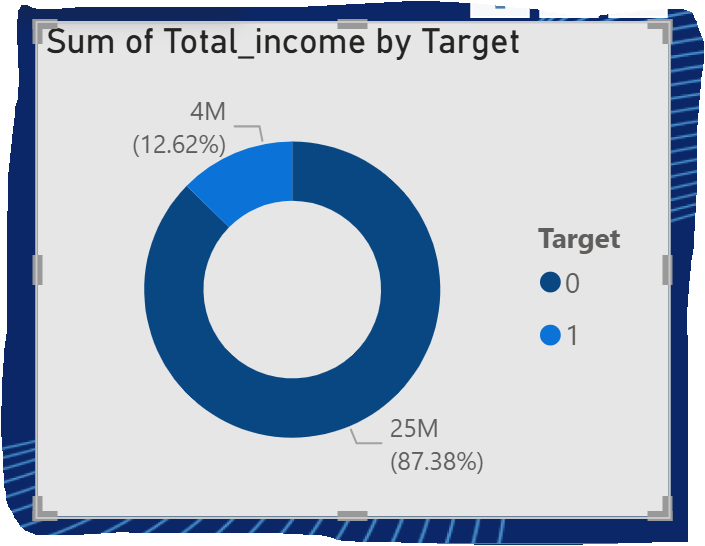 Sum of Total_income by Target
4M
(12.62%)
Target
0
1
25M
(87.38%)